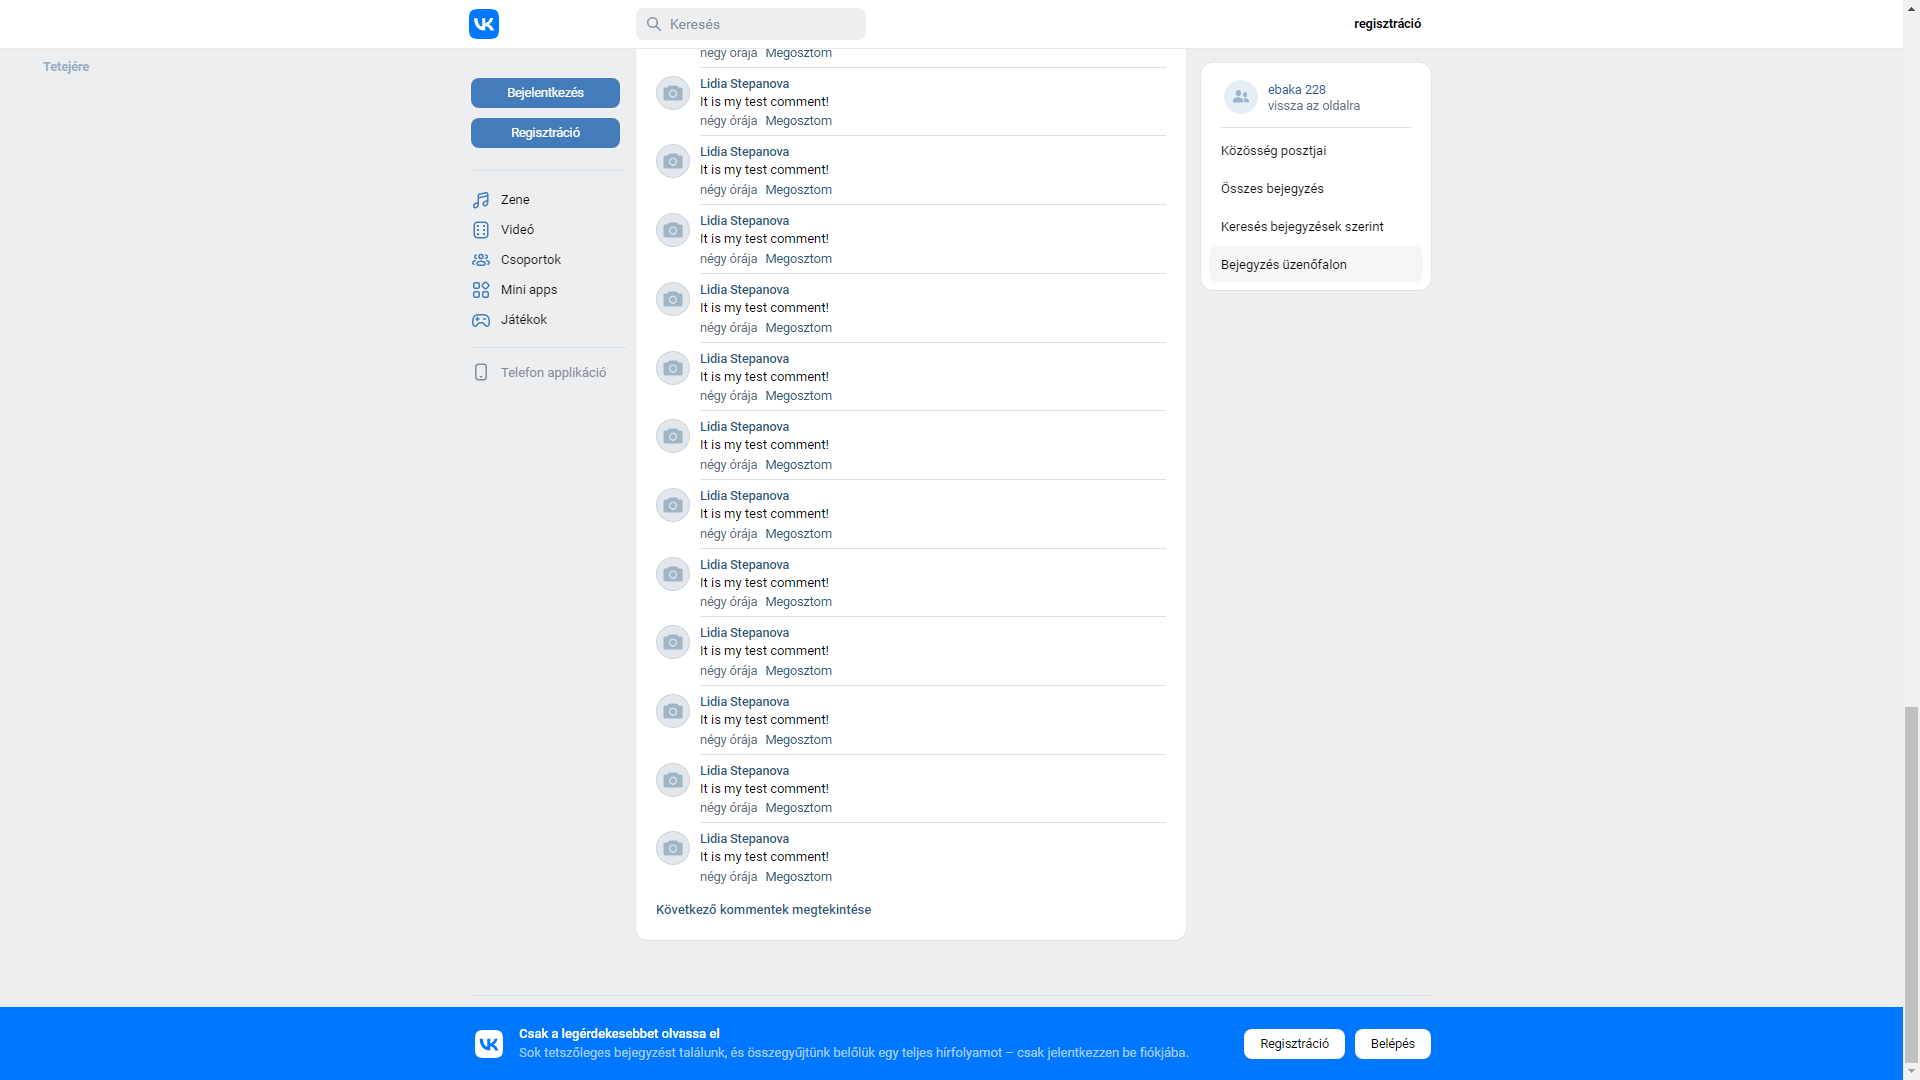 Keresés
regisztráció
Tetejére
Bejelentkezés
Regisztráció
Zene
Videó
Csoportok
Mini apps
Játékok
Telefon applikáció
négy órája Megosztom
Lidia Stepanova
It is my test comment!
négy órája Megosztom
Lidia Stepanova
It is my test comment!
négy órája Megosztom
Lidia Stepanova
It is my test comment!
négy órája Megosztom
Lidia Stepanova
It is my test comment!
négy órája Megosztom
Lidia Stepanova
It is my test comment!
négy órája Megosztom
Lidia Stepanova
It is my test comment!
négy órája Megosztom
Lidia Stepanova
It is my test comment!
négy órája Megosztom
Lidia Stepanova
It is my test comment!
négy órája Megosztom
Lidia Stepanova
It is my test comment!
négy órája Megosztom
Lidia Stepanova
It is my test comment!
négy órája Megosztom
Lidia Stepanova
It is my test comment!
négy órája Megosztom
Lidia Stepanova
It is my test comment!
négy órája Megosztom
Következő kommentek megtekintése
ebaka 228
vissza az oldalra
Közösség posztjai
Összes bejegyzés
Keresés bejegyzések szerint
Bejegyzés üzenőfalon
Csak a legérdekesebbet olvassa el
Sok tetszőleges bejegyzést találunk, és összegyűjtünk belőlük egy teljes hírfolyamot – csak jelentkezzen be fiókjába.
Regisztráció
Belépés